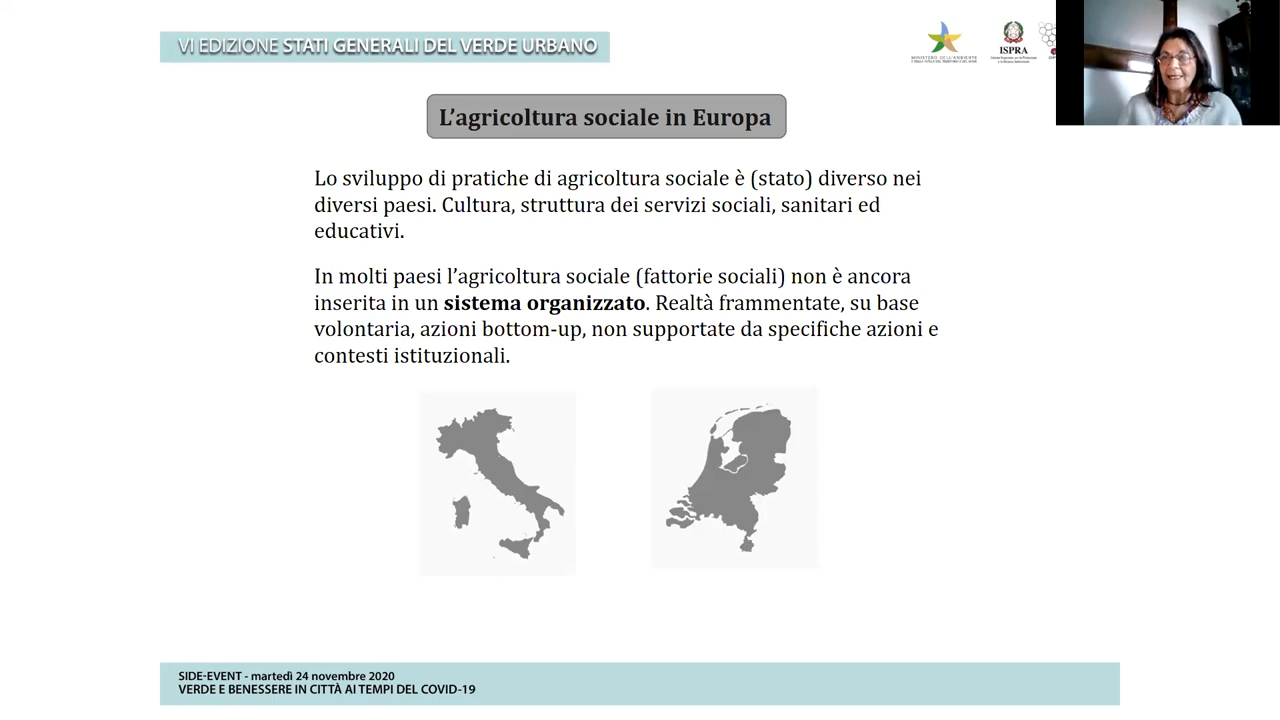 VI EDIZIONE STATI GENERALI DEL VERDE URBANO
MINISTERO DELL'AMBIENTE
ISPRA
L'agricoltura sociale in Europa
Lo sviluppo di pratiche di agricoltura sociale è (stato) diverso nei
diversi paesi. Cultura, struttura dei servizi sociali, sanitari ed
educativi.
In molti paesi l'agricoltura sociale (fattorie sociali) non è ancora
inserita in un sistema organizzato. Realtà frammentate, su base
volontaria, azioni bottom-up, non supportate da specifiche azioni e
contesti istituzionali.
SIDE-EVENT - martedì 24 novembre 2020
VERDE E BENESSERE IN CITTÀ AI TEMPI DEL COVID-19